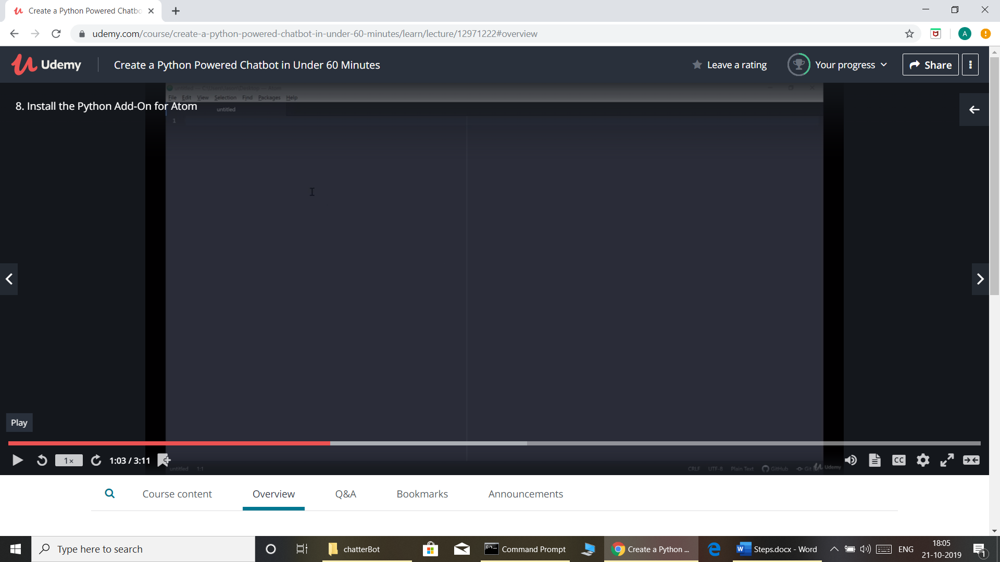 Create a Python Powered Chatbo
udemy.com/course/create-a-python-powered-chatbot-in-under-60-minutes/learn/lecture/12971222#overview
A
Udemy
Create a Python Powered Chatbot in Under 60 Minutes
Leave a rating
Your progress
Share
File Edit View Selection Find Packages Help
8. Install the Python Add-On for Atom
untitled
1
Play
1×
1:03 / 3:11
CC
untitled 1:1
CRLF UTF-8 Plain Text GitHub Git
Udemy
Course content
Overview
Q&A
Bookmarks
Announcements
Type here to search
chatterBot
Command Prompt
Create a Python ...
Steps.docx - Word
ENG
18:05
21-10-2019
1